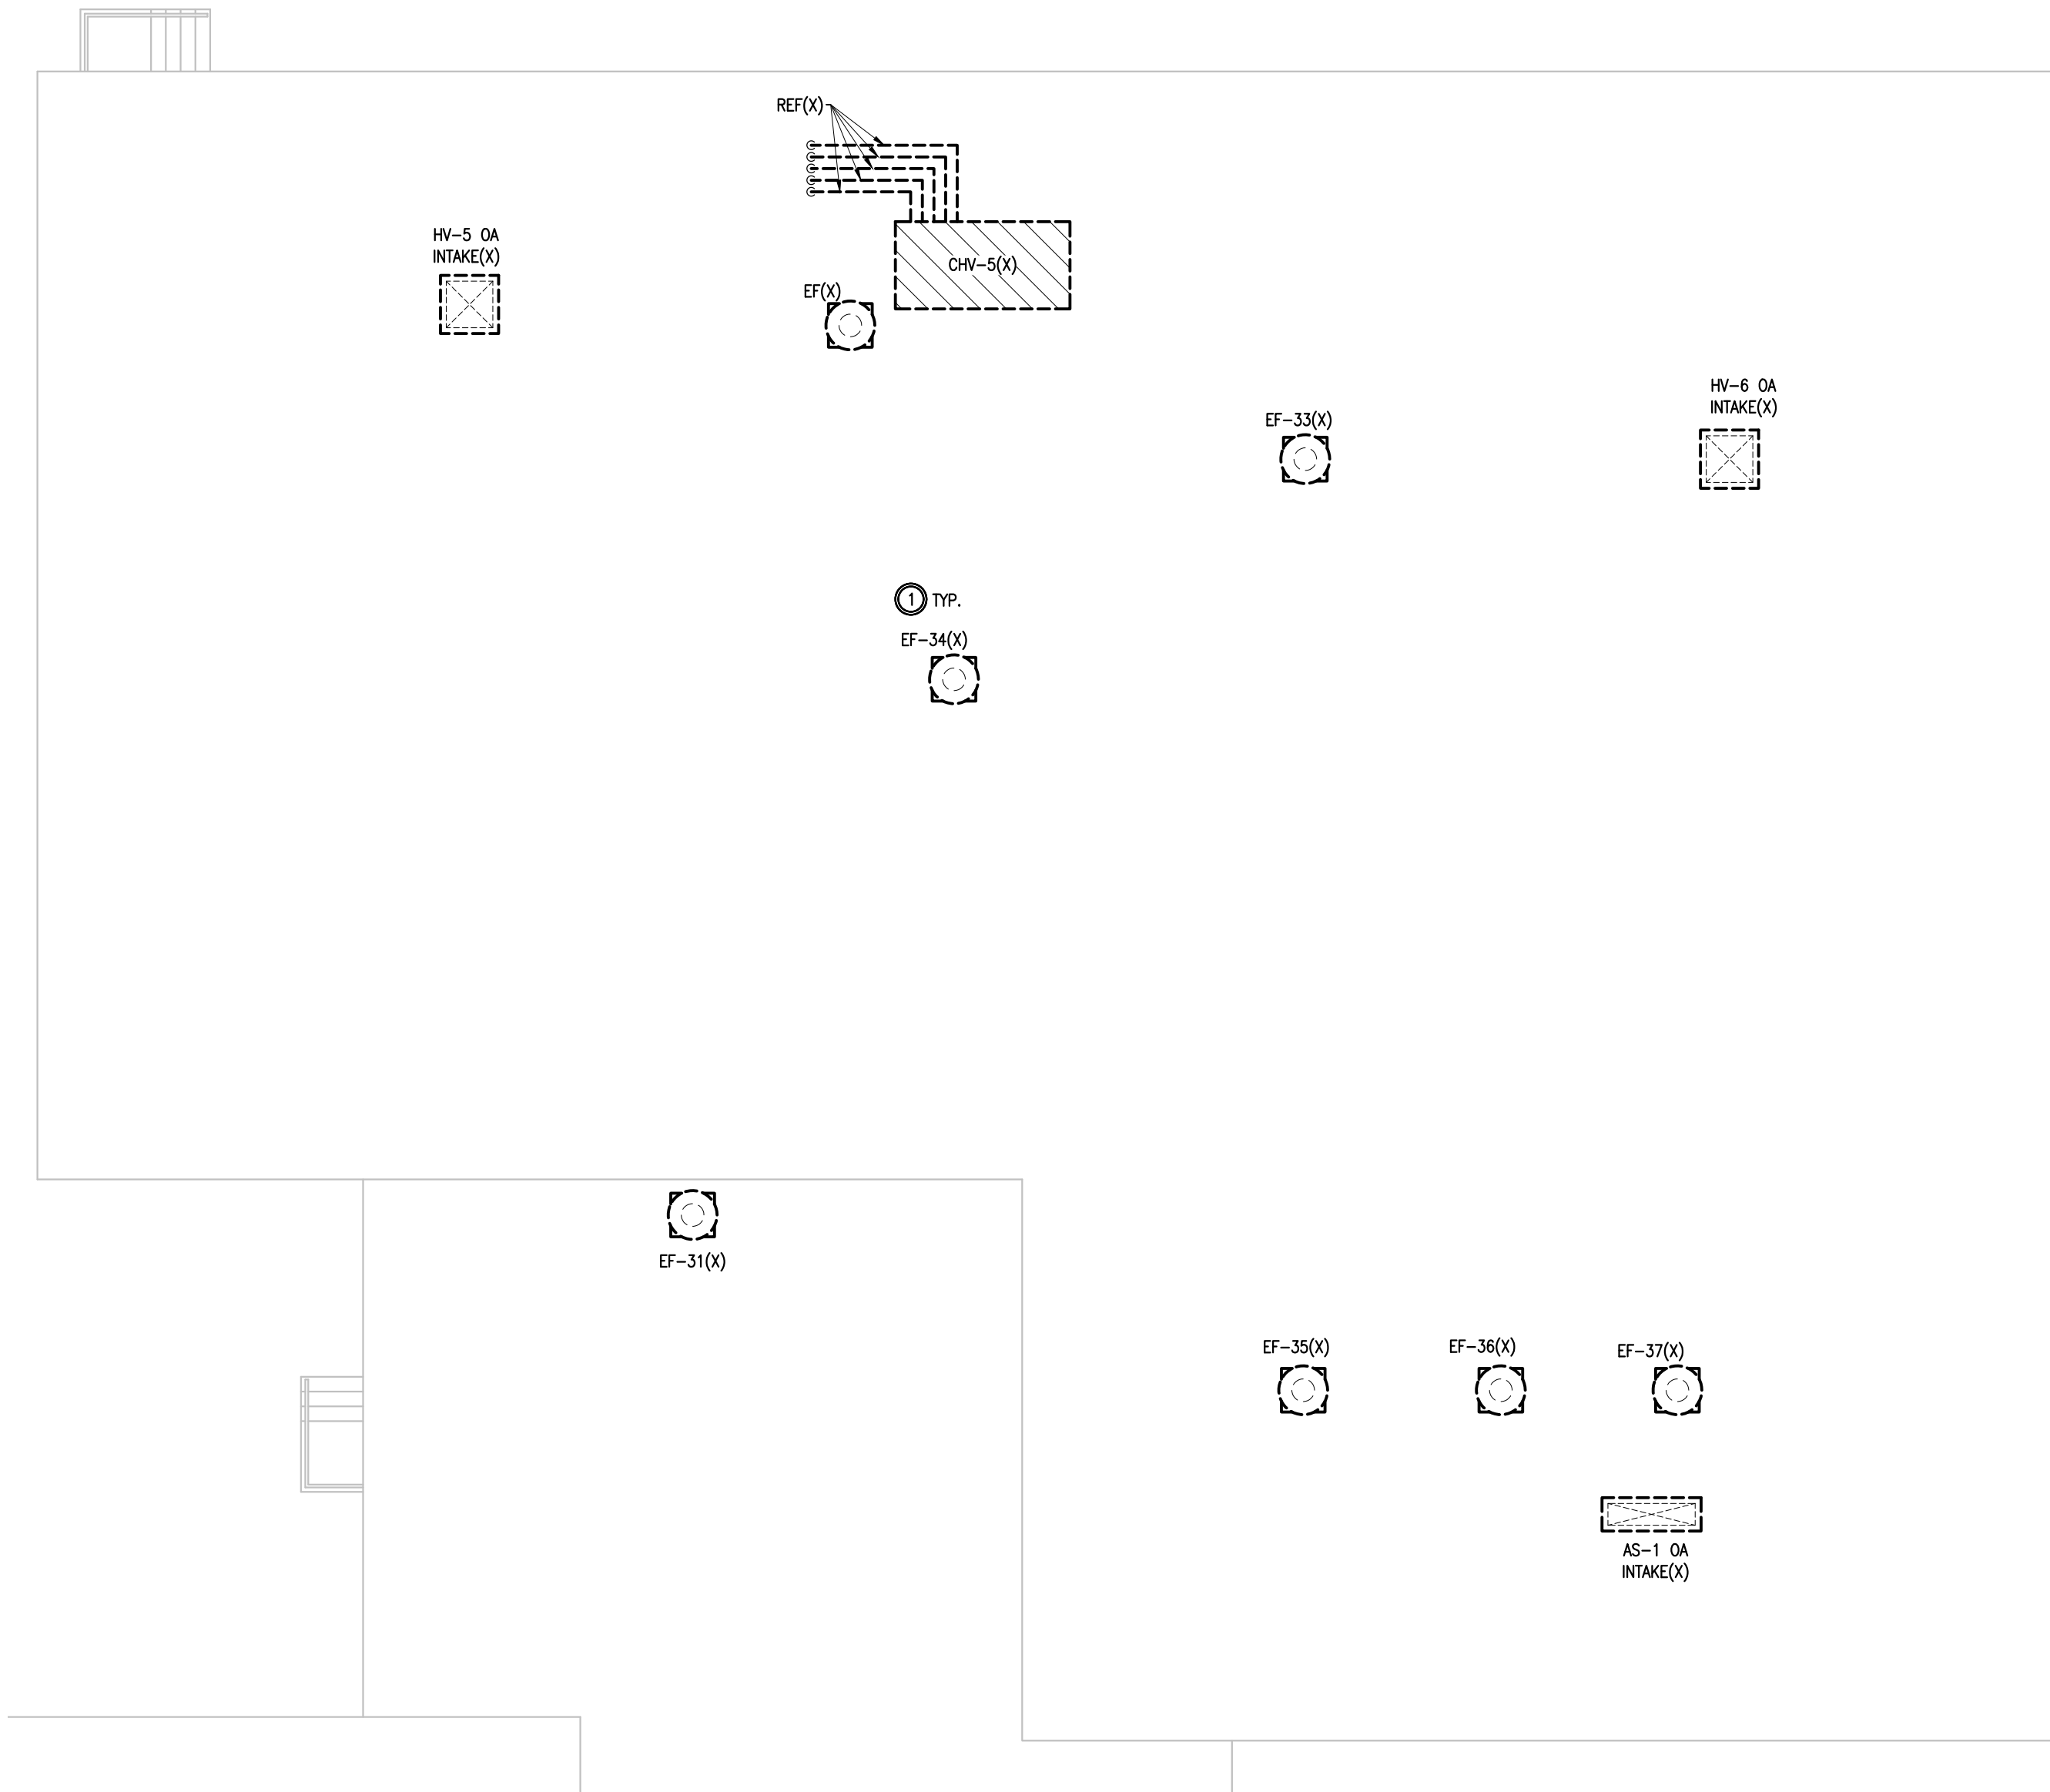 REF(X)
HV-5 OA
INTAKE(X)
CHV-5(X)
EF(X)
HV-6 OA
INTAKE(X)
EF-33(X)
1 TYP.
EF-34(X)
EF-31(X)
EF-35(X)
EF-36(X)
EF-37(X)
AS-1 OA
INTAKE(X)